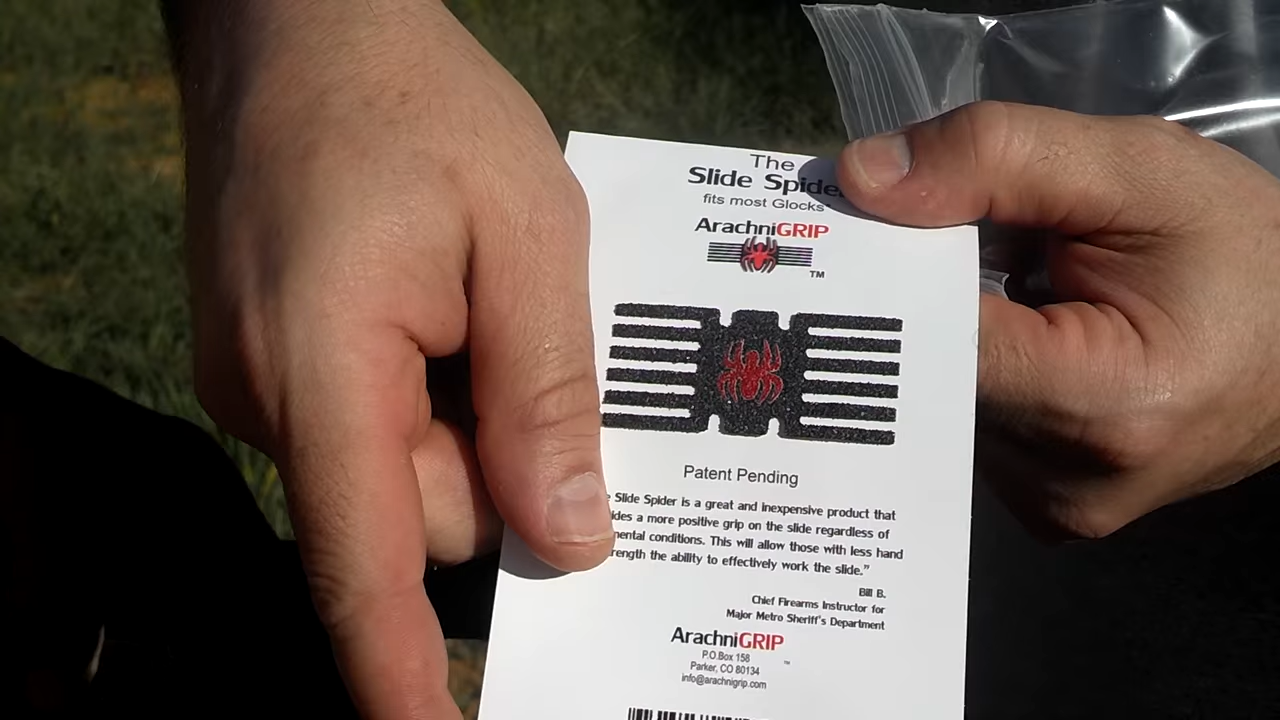 The
Slide Spide
fits most Glocks
ArachniGRIP
TM
Patent Pending
Slide Spider is a great and inexpensive product that
ides a more positive grip on the slide regardless of
mental conditions. This will allow those with less hand
rength the ability to effectively work the slide."
Bill B.
Chief Firearms Instructor for
Major Metro Sheriff's Department
ArachniGRIP
TM
P.O.Box 158
Parker, CO 80134
info@arachnigrip.com